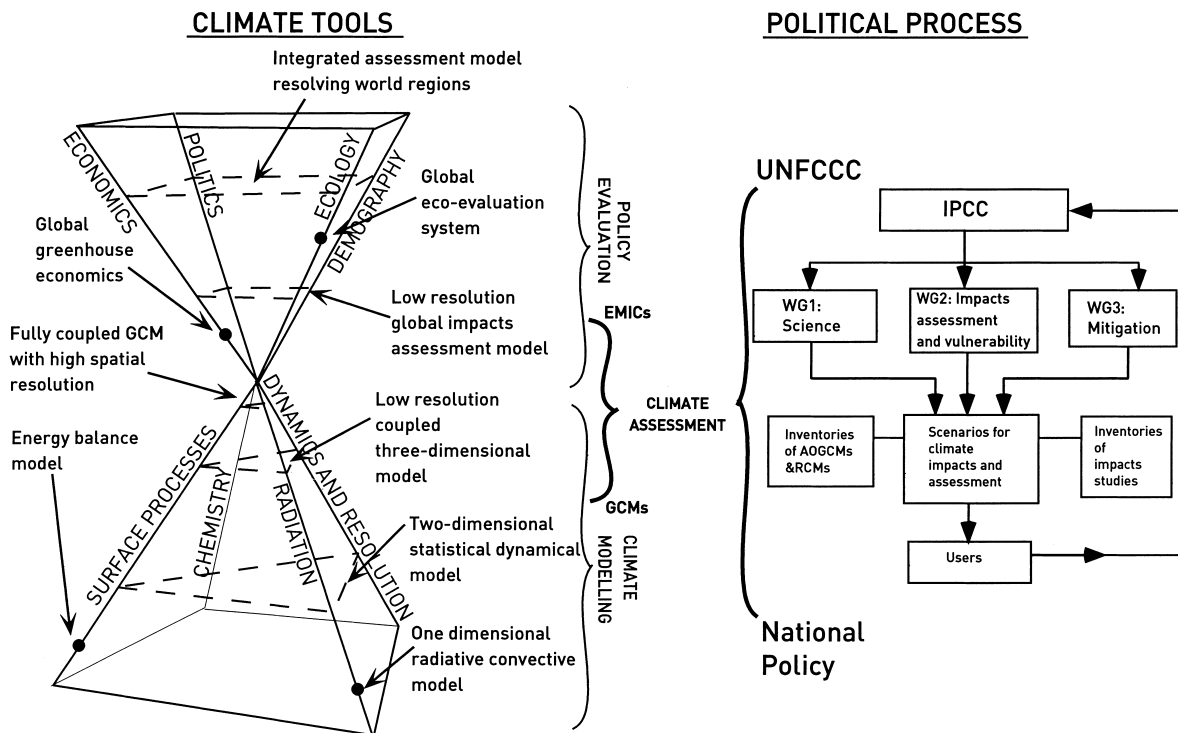 CLIMATE TOOLS
Integrated assessment model
resolving world regions
ECONOMICS
POLITICS
ECOLOGY
DEMOGRAPHY
Global
eco-evaluation
system
Global
greenhouse
economics
Low resolution
global impacts
assessment model
Fully coupled GCM
with high spatial
resolution
Low resolution
coupled
three-dimensional
model
Energy balance
model
SURFACE PROCESSES
CHEMISTRY
RADIATION
DYNAMICS AND RESOLUTION
Two-dimensional
statistical dynamical
model
One dimensional
radiative convective
model
POLICY
EVALUATION
EMICs
CLIMATE
ASSESSMENT
GCMs
CLIMATE
MODELLING
POLITICAL PROCESS
UNFCCC
IPCC
WG1:
Science
WG2: Impacts
assessment
and vulnerability
WG3:
Mitigation
Inventories
of AOGCMs
&RCMs
Scenarios for
climate
impacts and
assessment
Inventories
of
impacts
studies
Users
National
Policy